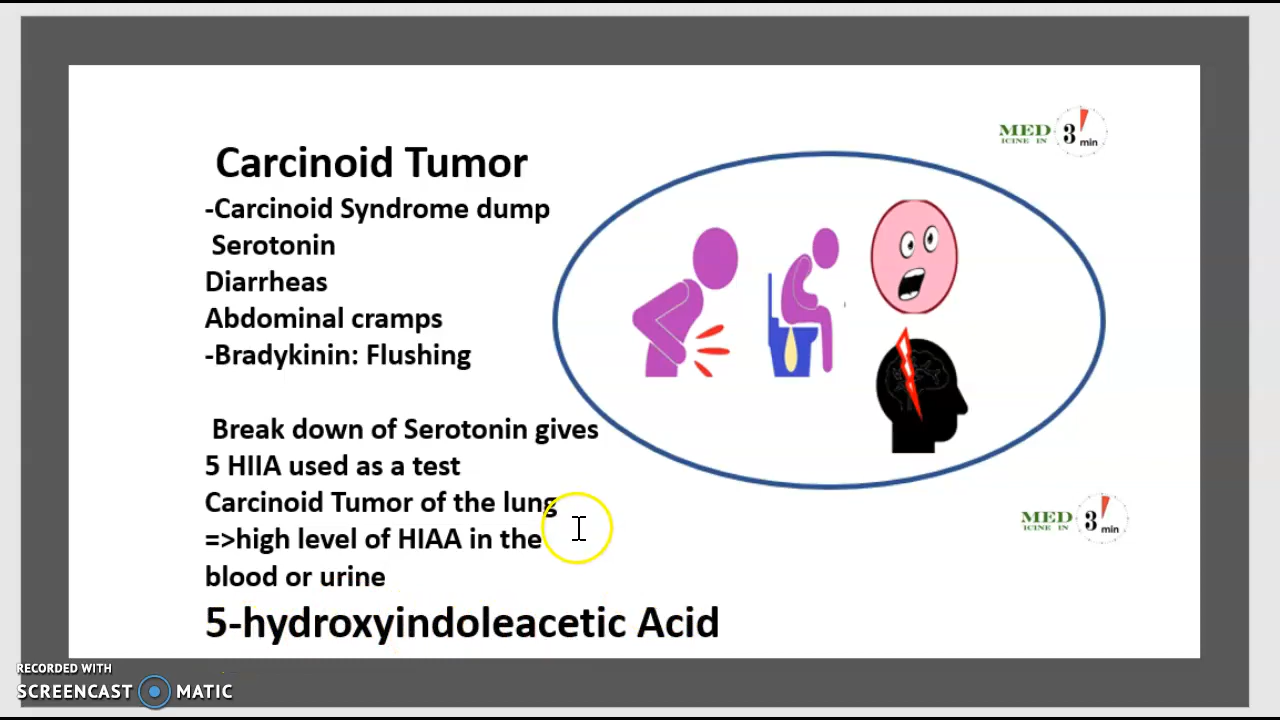 MED 3 min
ICINE IN
Carcinoid Tumor
-Carcinoid Syndrome dump
Serotonin
Diarrheas
Abdominal cramps
-Bradykinin: Flushing
Break down of Serotonin gives
5 HIIA used as a test
Carcinoid Tumor of the lung
=>high level of HIAA in the
blood or urine
5-hydroxyindoleacetic Acid
MED 3 min
ICINE IN
RECORDED WITH
SCREENCAST MATIC